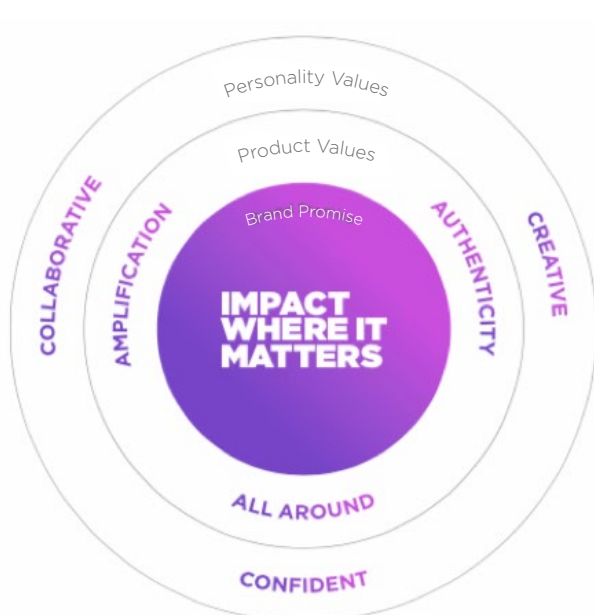 Personality Values
Product Values
Brand Promise
IMPACT
WHERE IT
MATTERS
COLLABORATIVE
AMPLIFICATION
AUTHENTICITY
CREATIVE
ALL AROUND
CONFIDENT